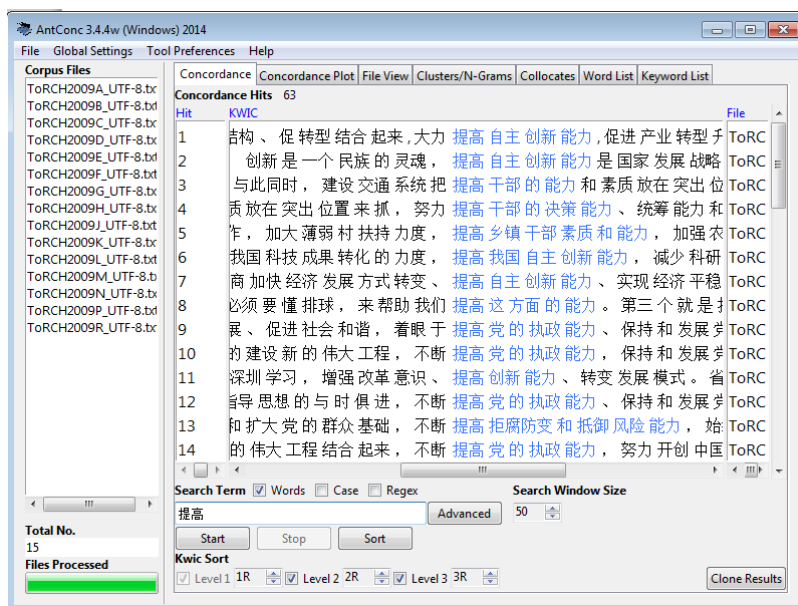 AntConc 3.4.4w (Windows) 2014
File Global Settings Tool Preferences Help
Corpus Files
ToRCH2009A_UTF-8.tx
ToRCH2009B_UTF-8.txt
ToRCH2009C_UTF-8.tx
ToRCH2009D_UTF-8.tx
ToRCH2009E_UTF-8.txt
ToRCH2009F_UTF-8.txt
ToRCH2009G_UTF-8.tx
ToRCH2009H_UTF-8.tx
ToRCH2009J_UTF-8.txt
ToRCH2009K_UTF-8.tx
ToRCH2009L_UTF-8.txt
ToRCH2009M_UTF-8.t
ToRCH2009N_UTF-8.tx
ToRCH2009P_UTF-8.txt
ToRCH2009R_UTF-8.tx
Total No.
15
Files Processed
Concordance Concordance Plot File View Clusters/N-Grams Collocates Word List Keyword List
Concordance Hits 63
Hit KWIC File
1 结构 、 促 转型 结合 起来 ,大力 提高 自主 创新 能力 ,促进 产业 转型 ToRC
2 创新 是 一个 民族 的 灵魂 , 提高 自主 创新 能力 是 国家 发展 战略 ToRC
3 与此同时 , 建设 交通 系统 把 提高 干部 的 能力 和 素质 放在 突出 位 ToRC
4 质 放在 突出 位置 来 抓 , 努力 提高 干部 的 决策 能力 、 统筹 能力 和 ToRC
5 作 , 加大 薄弱 村 扶持 力度 , 提高 乡镇 干部 素质 和 能力 , 加强 农 ToRC
6 我国 科技 成果 转化 的 力度 , 提高 我国 自主 创新 能力 , 减少 科研 ToRC
7 商 加快 经济 发展 方式 转变 、 提高 自主 创新 能力 、 实现 经济 平稳 ToRC
8 必须 要 懂 排球 , 来 帮助 我们 提高 这 方面 的 能力 。 第三 个 就 是 ToRC
9 展 、 促进 社会 和谐 , 着眼 于 提高 党 的 执政 能力 、 保持 和 发展 党 ToRC
10 的 建设 新 的 伟大 工程 , 不断 提高 党 的 执政 能力 , 保持 和 发展 党 ToRC
11 深圳 学习 , 增强 改革 意识 、 提高 创新 能力 、 转变 发展 模式 。 省 ToRC
12 指导 思想 的 与 时 俱 进 , 不断 提高 党 的 执政 能力 、 保持 和 发展 党 ToRC
13 和 扩大 党 的 群众 基础 , 不断 提高 拒腐防变 和 抵御 风险 能力 , 始 ToRC
14 的 伟大 工程 结合 起来 , 不断 提高 党 的 执政 能力 , 努力 开创 中国 ToRC
Search Term Words Case Regex Search Window Size
提高 Advanced 50
Start Stop Sort
Kwic Sort
Level 1 1R Level 2 2R Level 3 3R Clone Results